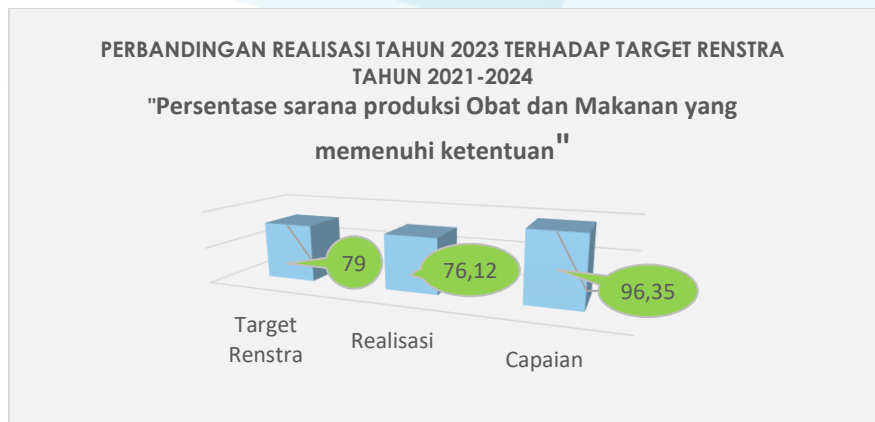 PERBANDINGAN REALISASI TAHUN 2023 TERHADAP TARGET RENSTRA
TAHUN 2021-2024
"Persentase sarana produksi Obat dan Makanan yang
memenuhi ketentuan"
79
76,12
96,35
Target
Renstra
Realisasi
Capaian